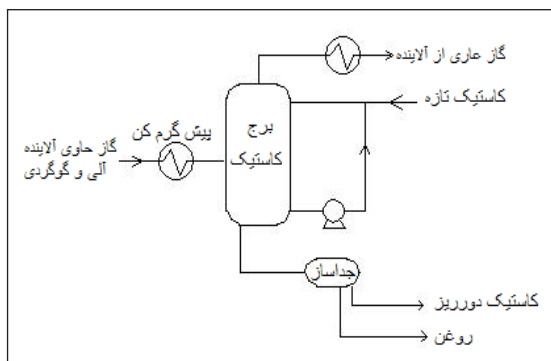 گاز عاری از آلاینده
کاستیک تازه
برج
کاستیک
پیش گرم کن
گاز حاوی آلاینده
آلی و گوگردی
جداساز
کاستیک دورریز
روغن